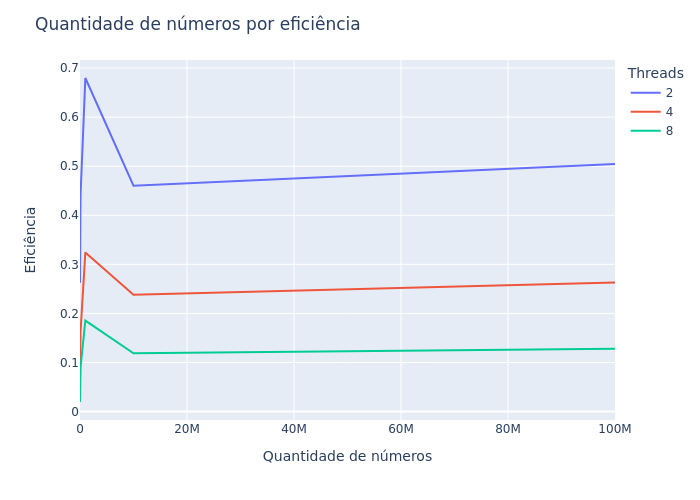 Quantidade de números por eficiência
Threads
2
4
8
Eficiência
0.7
0.6
0.5
0.4
0.3
0.2
0.1
0
0 20M 40M 60M 80M 100M
Quantidade de números